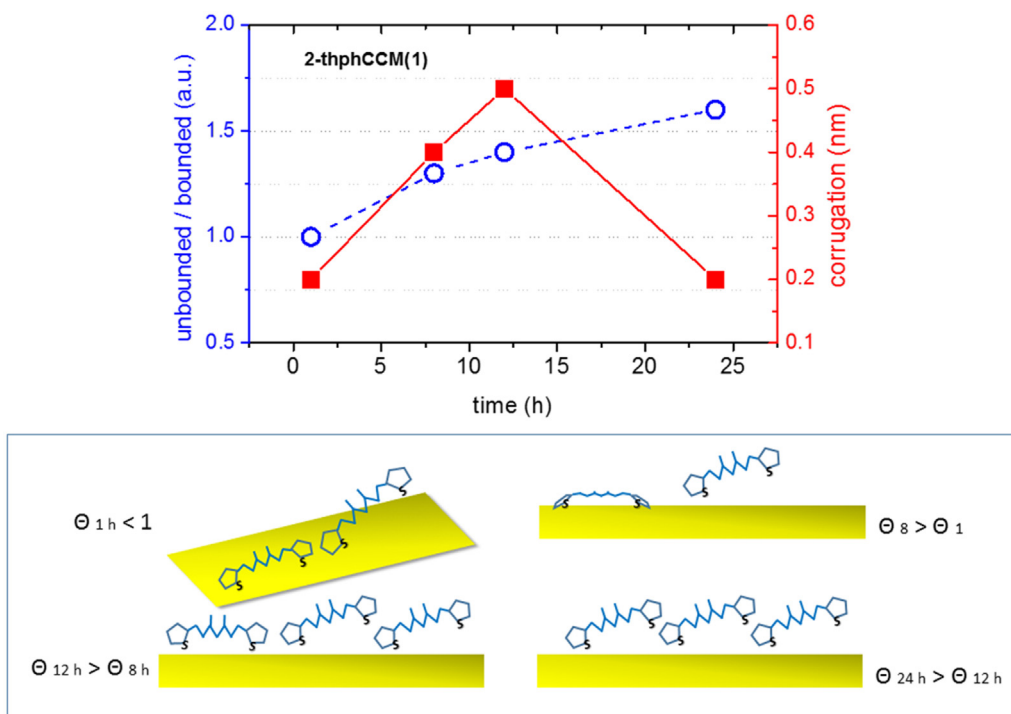 2-thphCCM(1)
unbounded / bounded (a.u.)
2.0
1.5
1.0
0.5
0.6
0.5
0.4
0.3
0.2
0.1
corrugation (nm)
0 5 10 15 20 25
time (h)
Θ 1 h < 1
S S S S
S S S S
Θ 8 > Θ 1
S S S S S S
Θ 12 h > Θ 8 h
S S S S S S
Θ 24 h > Θ 12 h